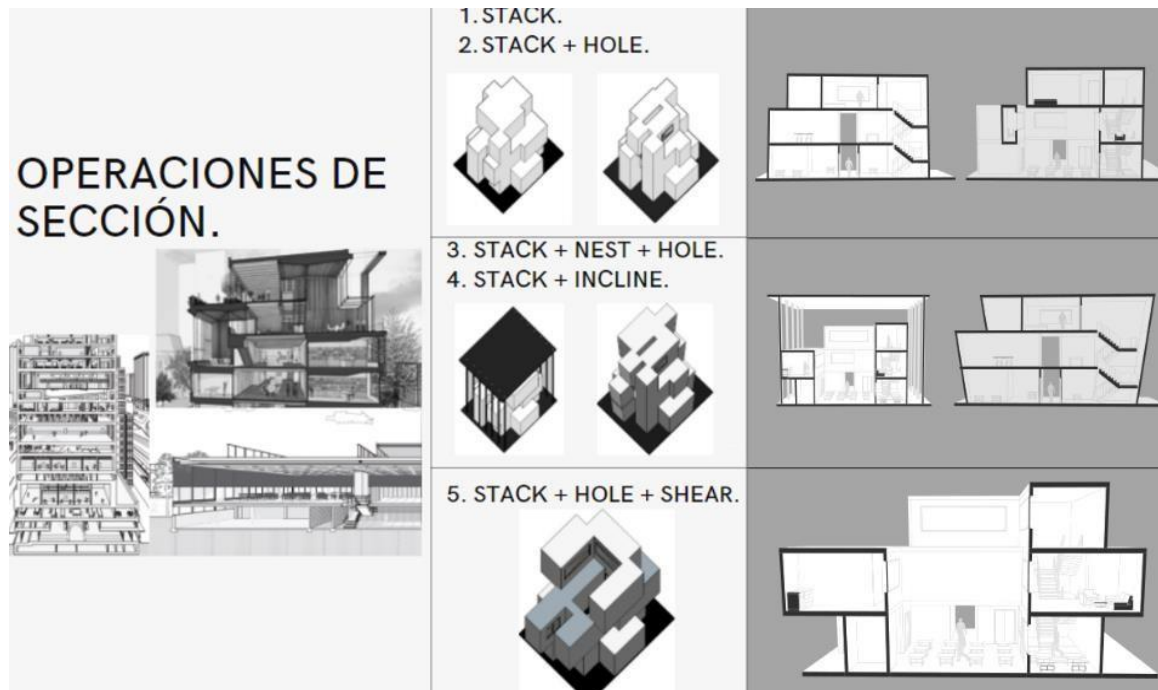 OPERACIONES DE
SECCIÓN.
1. STACK.
2. STACK + HOLE.
3. STACK + NEST + HOLE.
4. STACK + INCLINE.
5. STACK + HOLE + SHEAR.